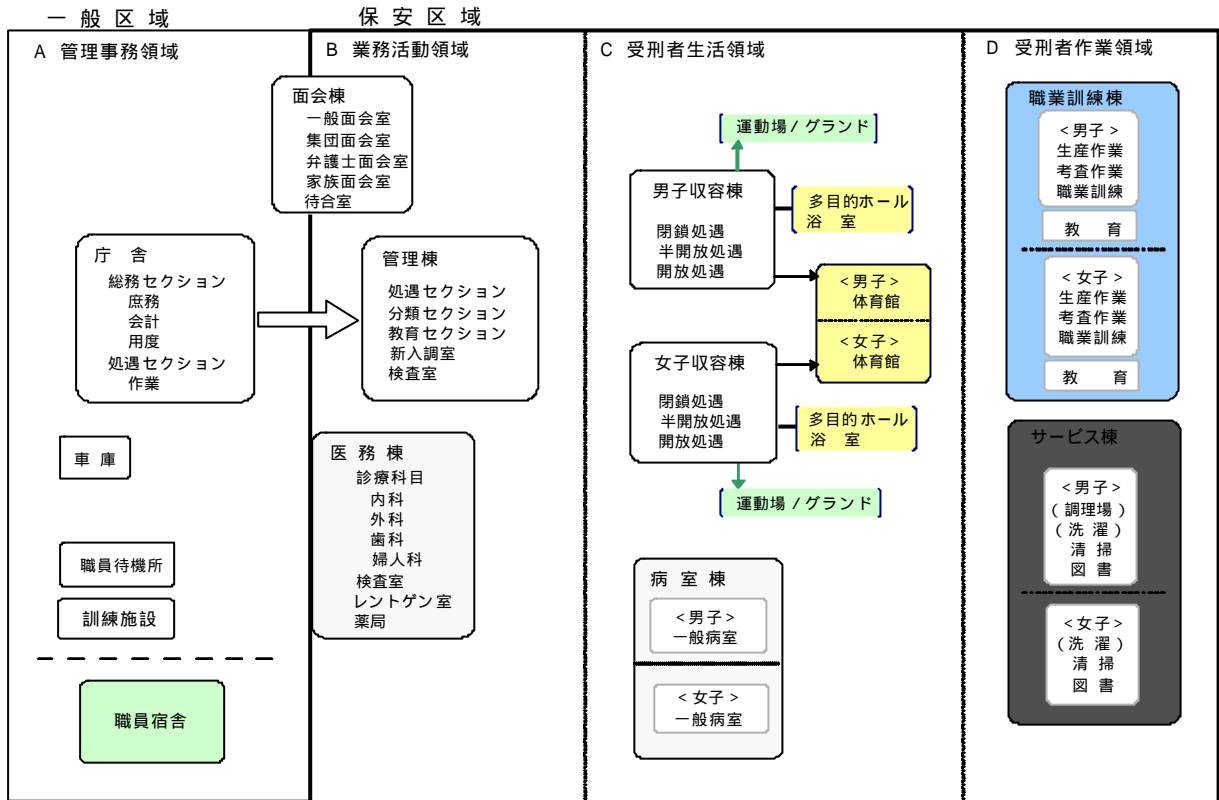 一般区域
保安区域
A 管理事務領域
庁 舎
総務セクション
庶務
会計
用度
処遇セクション
作業
車 庫
職員待機所
訓練施設
職員宿舎
B 業務活動領域
面会棟
一般面会室
集団面会室
弁護士面会室
家族面会室
待合室
管理棟
処遇セクション
分類セクション
教育セクション
新入調室
検査室
医務棟
診療科目
内科
外科
歯科
婦人科
検査室
レントゲン室
薬局
C 受刑者生活領域
運動場/グランド
男子収容棟
閉鎖処遇
半開放処遇
開放処遇
多目的ホール
浴 室
<男子>
体育館
<女子>
体育館
女子収容棟
閉鎖処遇
半開放処遇
開放処遇
多目的ホール
浴 室
運動場/グランド
病室棟
<男子>
一般病室
<女子>
一般病室
D 受刑者作業領域
職業訓練棟
<男子>
生産作業
考査作業
職業訓練
教 育
<女子>
生産作業
考査作業
職業訓練
教 育
サービス棟
<男子>
(調理場)
(洗濯)
清掃
図書
<女子>
(洗濯)
清掃
図書